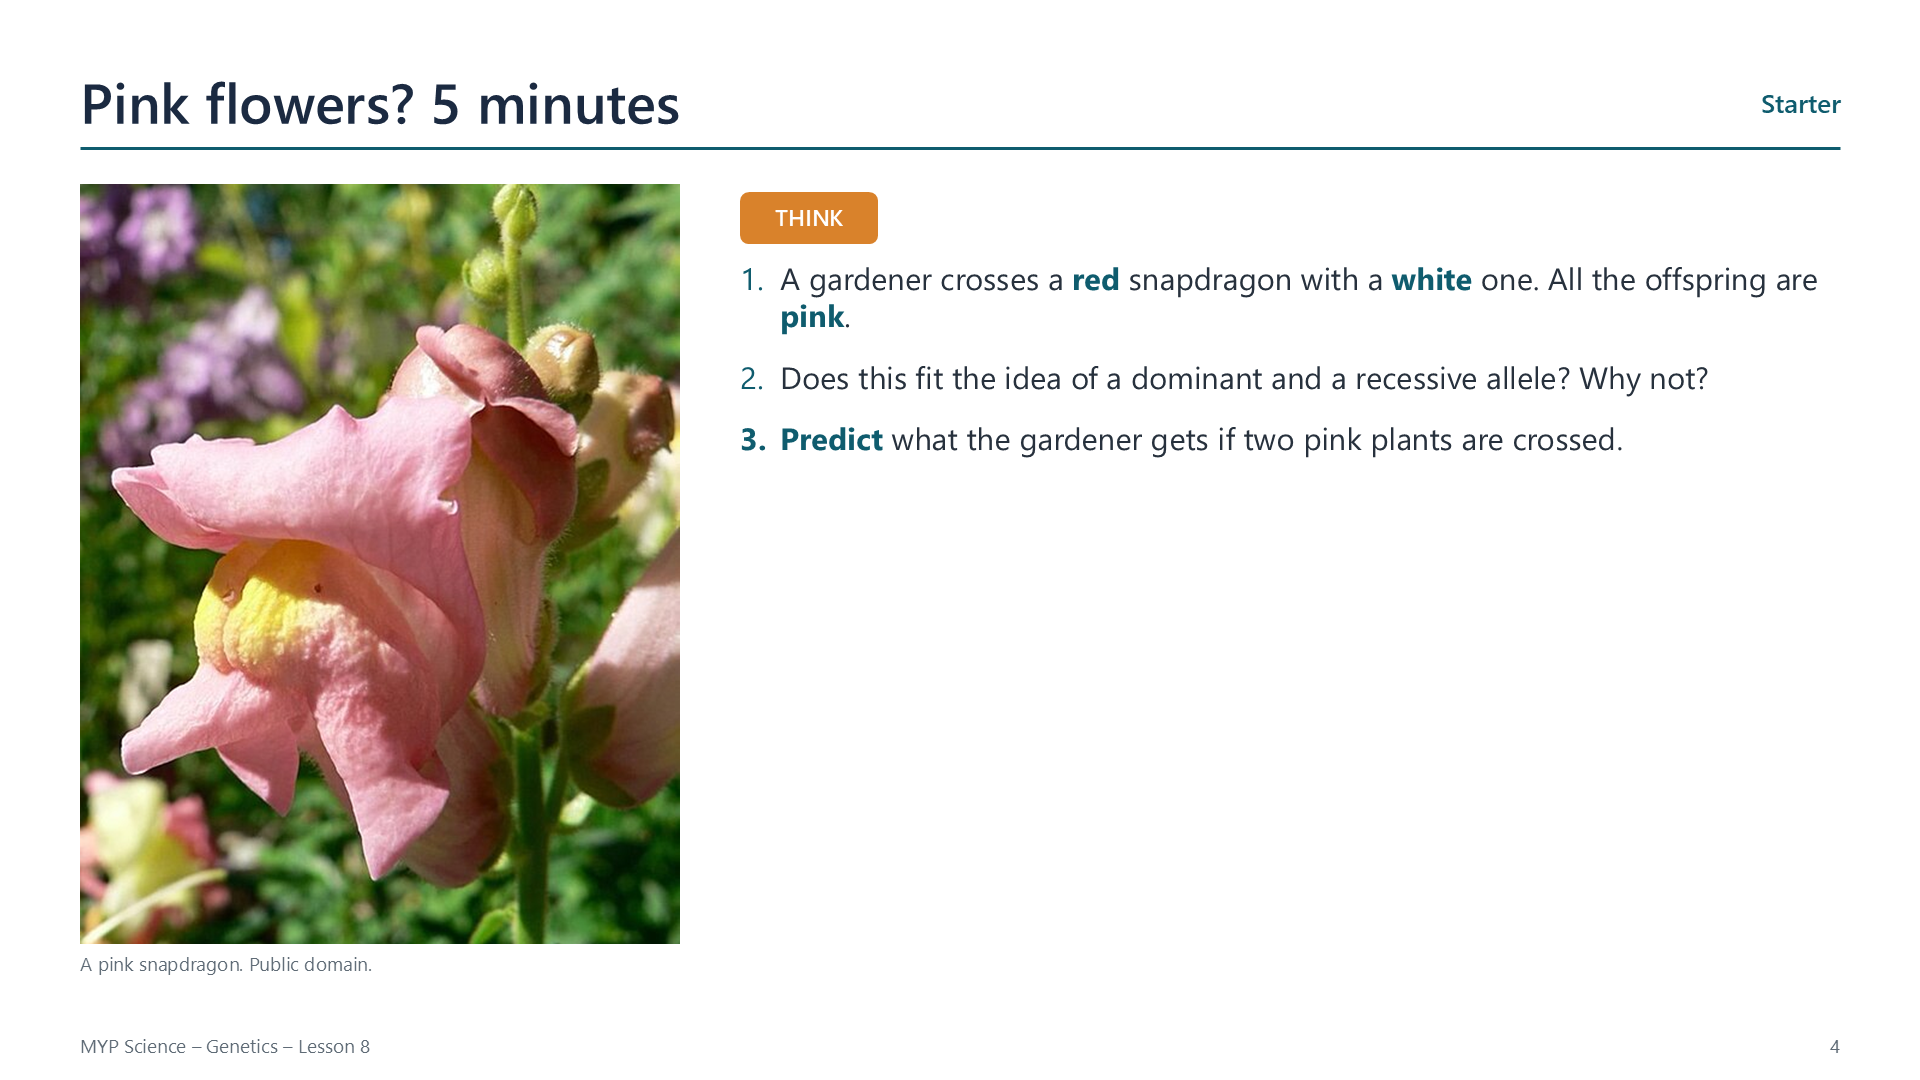 Pink flowers? 5 minutes
Starter
THINK
1. A gardener crosses a red snapdragon with a white one. All the offspring are
pink.
2. Does this fit the idea of a dominant and a recessive allele? Why not?
3. Predict what the gardener gets if two pink plants are crossed.
A pink snapdragon. Public domain.
MYP Science – Genetics – Lesson 8
4